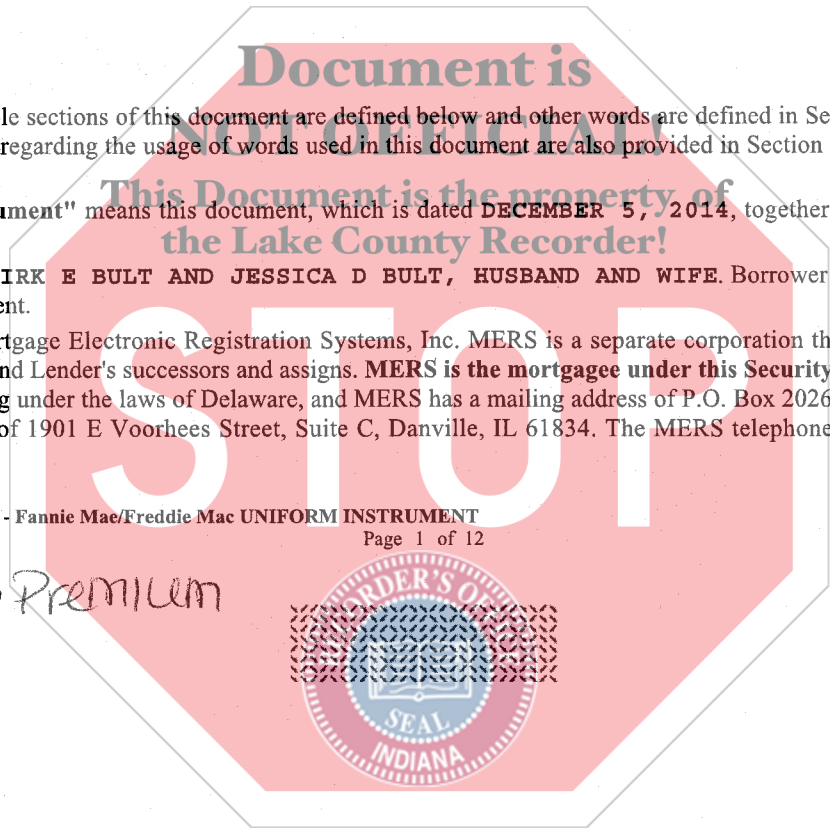 Document is
le sections of this document are defined below and other words are defined in Se
NOT OFFICIAL!
regarding the usage of words used in this document are also provided in Section
This Document is the property of
ument" means this document, which is dated DECEMBER 5, 2014, together
the Lake County Recorder!
IRK E BULT AND JESSICA D BULT, HUSBAND AND WIFE. Borrower
ent.
rtgage Electronic Registration Systems, Inc. MERS is a separate corporation th
nd Lender's successors and assigns. MERS is the mortgagee under this Security
g under the laws of Delaware, and MERS has a mailing address of P.O. Box 2026
of 1901 E Voorhees Street, Suite C, Danville, IL 61834. The MERS telephone
STOP
- Fannie Mae/Freddie Mac UNIFORM INSTRUMENT
Page 1 of 12
Premium
RECORDER'S OFFICE
SEAL
INDIANA